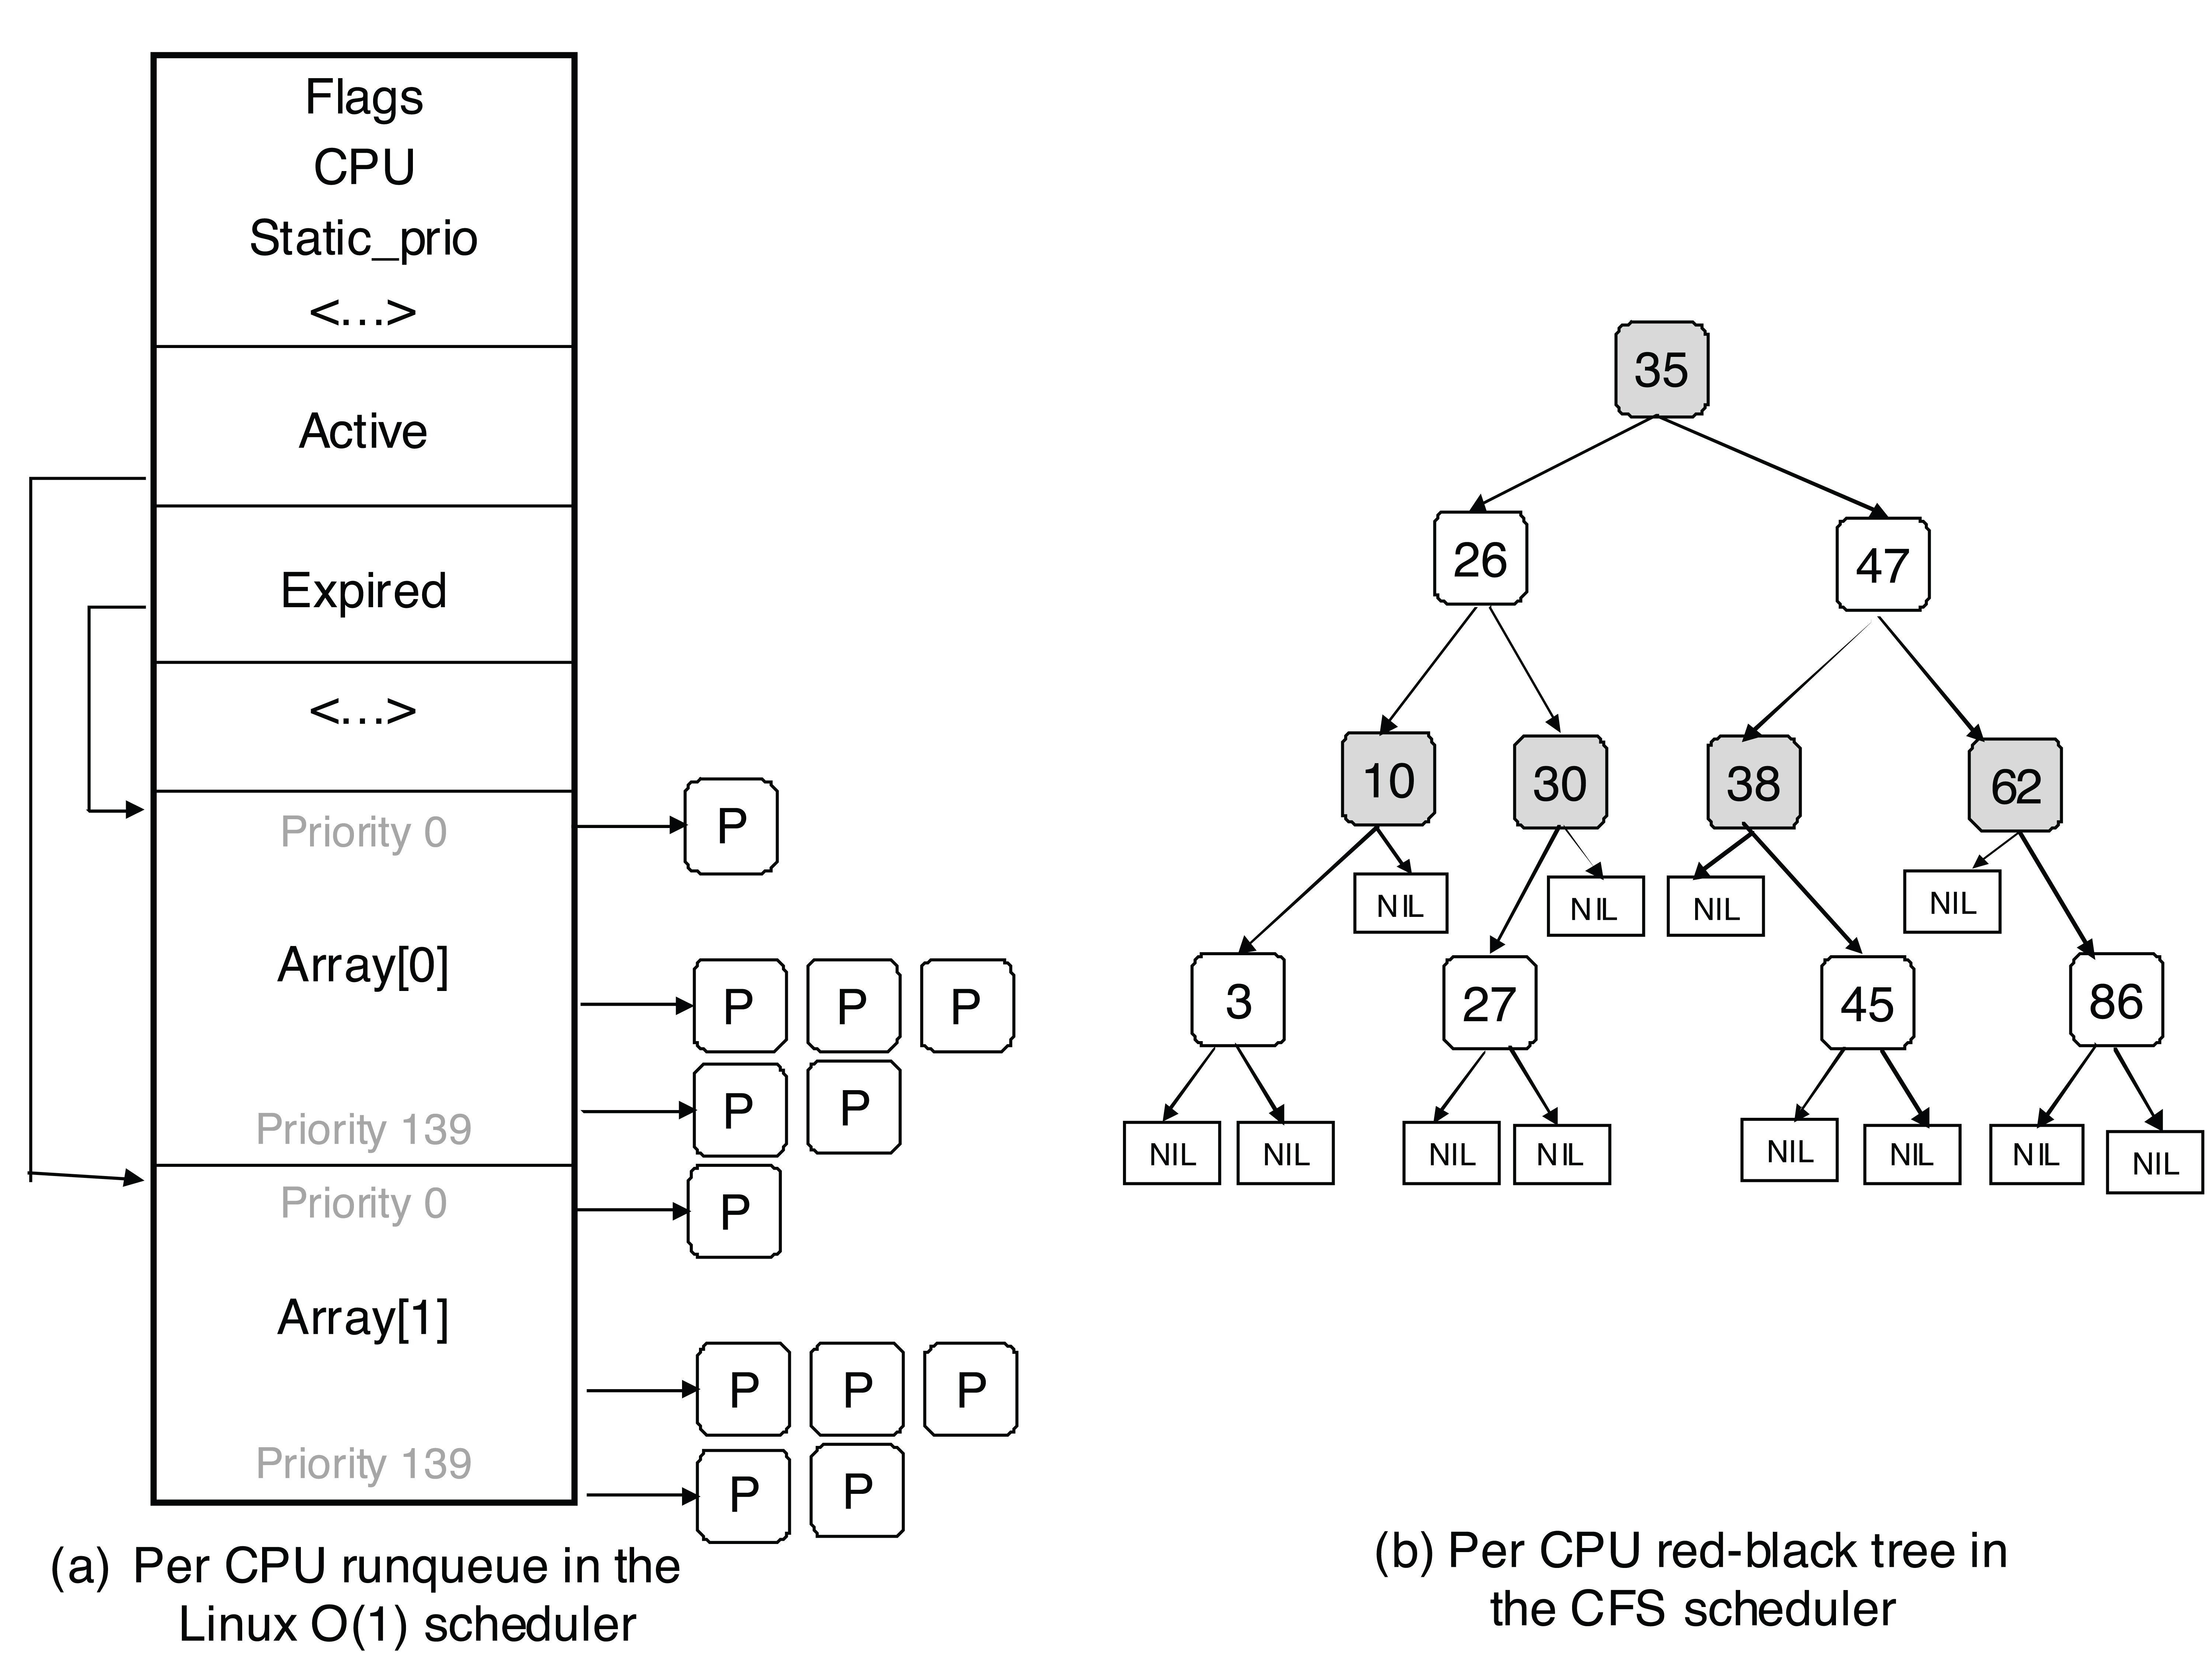 Flags
CPU
Static_prio
<...>
Active
Expired
<...>
Priority 0
P
Array[0]
P P P
Priority 139
P P
Priority 0
P
Array[1]
P P P
Priority 139
P P
(a) Per CPU runqueue in the
Linux O(1) scheduler
35
26 47
10 30 38 62
NIL NIL NIL NIL
3 27 45 86
NIL NIL NIL NIL NIL NIL NIL NIL
(b) Per CPU red-black tree in
the CFS scheduler